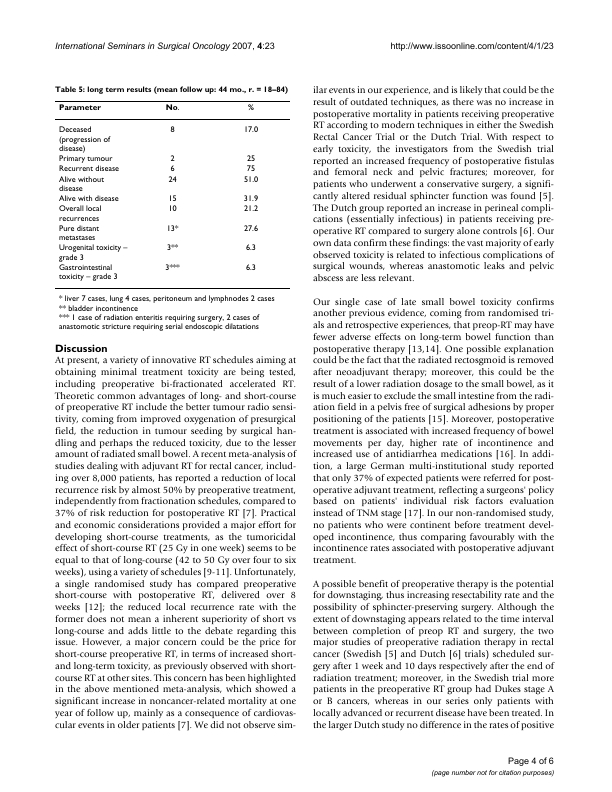 International Seminars in Surgical Oncology 2007, 4:23
http://www.issoonline.com/content/4/1/23
Table 5: long term results (mean follow up: 44 mo., r. = 18–84)
Parameter No. %
Deceased (progression of disease) 8 17.0
Primary tumour 2 25
Recurrent disease 6 75
Alive without disease 24 51.0
Alive with disease 15 31.9
Overall local recurrences 10 21.2
Pure distant metastases 13* 27.6
Urogenital toxicity – grade 3 3** 6.3
Gastrointestinal toxicity – grade 3 3*** 6.3
* liver 7 cases, lung 4 cases, peritoneum and lymphnodes 2 cases
** bladder incontinence
*** 1 case of radiation enteritis requiring surgery, 2 cases of
anastomotic stricture requiring serial endoscopic dilatations
Discussion
At present, a variety of innovative RT schedules aiming at
obtaining minimal treatment toxicity are being tested,
including preoperative bi-fractionated accelerated RT.
Theoretic common advantages of long- and short-course
of preoperative RT include the better tumour radio sensi-
tivity, coming from improved oxygenation of presurgical
field, the reduction in tumour seeding by surgical han-
dling and perhaps the reduced toxicity, due to the lesser
amount of radiated small bowel. A recent meta-analysis of
studies dealing with adjuvant RT for rectal cancer, includ-
ing over 8,000 patients, has reported a reduction of local
recurrence risk by almost 50% by preoperative treatment,
independently from fractionation schedules, compared to
37% of risk reduction for postoperative RT [7]. Practical
and economic considerations provided a major effort for
developing short-course treatments, as the tumoricidal
effect of short-course RT (25 Gy in one week) seems to be
equal to that of long-course (42 to 50 Gy over four to six
weeks), using a variety of schedules [9-11]. Unfortunately,
a single randomised study has compared preoperative
short-course with postoperative RT, delivered over 8
weeks [12]; the reduced local recurrence rate with the
former does not mean a inherent superiority of short vs
long-course and adds little to the debate regarding this
issue. However, a major concern could be the price for
short-course preoperative RT, in terms of increased short-
and long-term toxicity, as previously observed with short-
course RT at other sites. This concern has been highlighted
in the above mentioned meta-analysis, which showed a
significant increase in noncancer-related mortality at one
year of follow up, mainly as a consequence of cardiovas-
cular events in older patients [7]. We did not observe sim-
ilar events in our experience, and is likely that could be the
result of outdated techniques, as there was no increase in
postoperative mortality in patients receiving preoperative
RT according to modern techniques in either the Swedish
Rectal Cancer Trial or the Dutch Trial. With respect to
early toxicity, the investigators from the Swedish trial
reported an increased frequency of postoperative fistulas
and femoral neck and pelvic fractures; moreover, for
patients who underwent a conservative surgery, a signifi-
cantly altered residual sphincter function was found [5].
The Dutch group reported an increase in perineal compli-
cations (essentially infectious) in patients receiving pre-
operative RT compared to surgery alone controls [6]. Our
own data confirm these findings: the vast majority of early
observed toxicity is related to infectious complications of
surgical wounds, whereas anastomotic leaks and pelvic
abscess are less relevant.
Our single case of late small bowel toxicity confirms
another previous evidence, coming from randomised tri-
als and retrospective experiences, that preop-RT may have
fewer adverse effects on long-term bowel function than
postoperative therapy [13,14]. One possible explanation
could be the fact that the radiated rectosgmoid is removed
after neoadjuvant therapy; moreover, this could be the
result of a lower radiation dosage to the small bowel, as it
is much easier to exclude the small intestine from the radi-
ation field in a pelvis free of surgical adhesions by proper
positioning of the patients [15]. Moreover, postoperative
treatment is associated with increased frequency of bowel
movements per day, higher rate of incontinence and
increased use of antidiarrhea medications [16]. In addi-
tion, a large German multi-institutional study reported
that only 37% of expected patients were referred for post-
operative adjuvant treatment, reflecting a surgeons' policy
based on patients' individual risk factors evaluation
instead of TNM stage [17]. In our non-randomised study,
no patients who were continent before treatment devel-
oped incontinence, thus comparing favourably with the
incontinence rates associated with postoperative adjuvant
treatment.
A possible benefit of preoperative therapy is the potential
for downstaging, thus increasing resectability rate and the
possibility of sphincter-preserving surgery. Although the
extent of downstaging appears related to the time interval
between completion of preop RT and surgery, the two
major studies of preoperative radiation therapy in rectal
cancer (Swedish [5] and Dutch [6] trials) scheduled sur-
gery after 1 week and 10 days respectively after the end of
radiation treatment; moreover, in the Swedish trial more
patients in the preoperative RT group had Dukes stage A
or B cancers, whereas in our series only patients with
locally advanced or recurrent disease have been treated. In
the larger Dutch study no difference in the rates of positive
Page 4 of 6
(page number not for citation purposes)